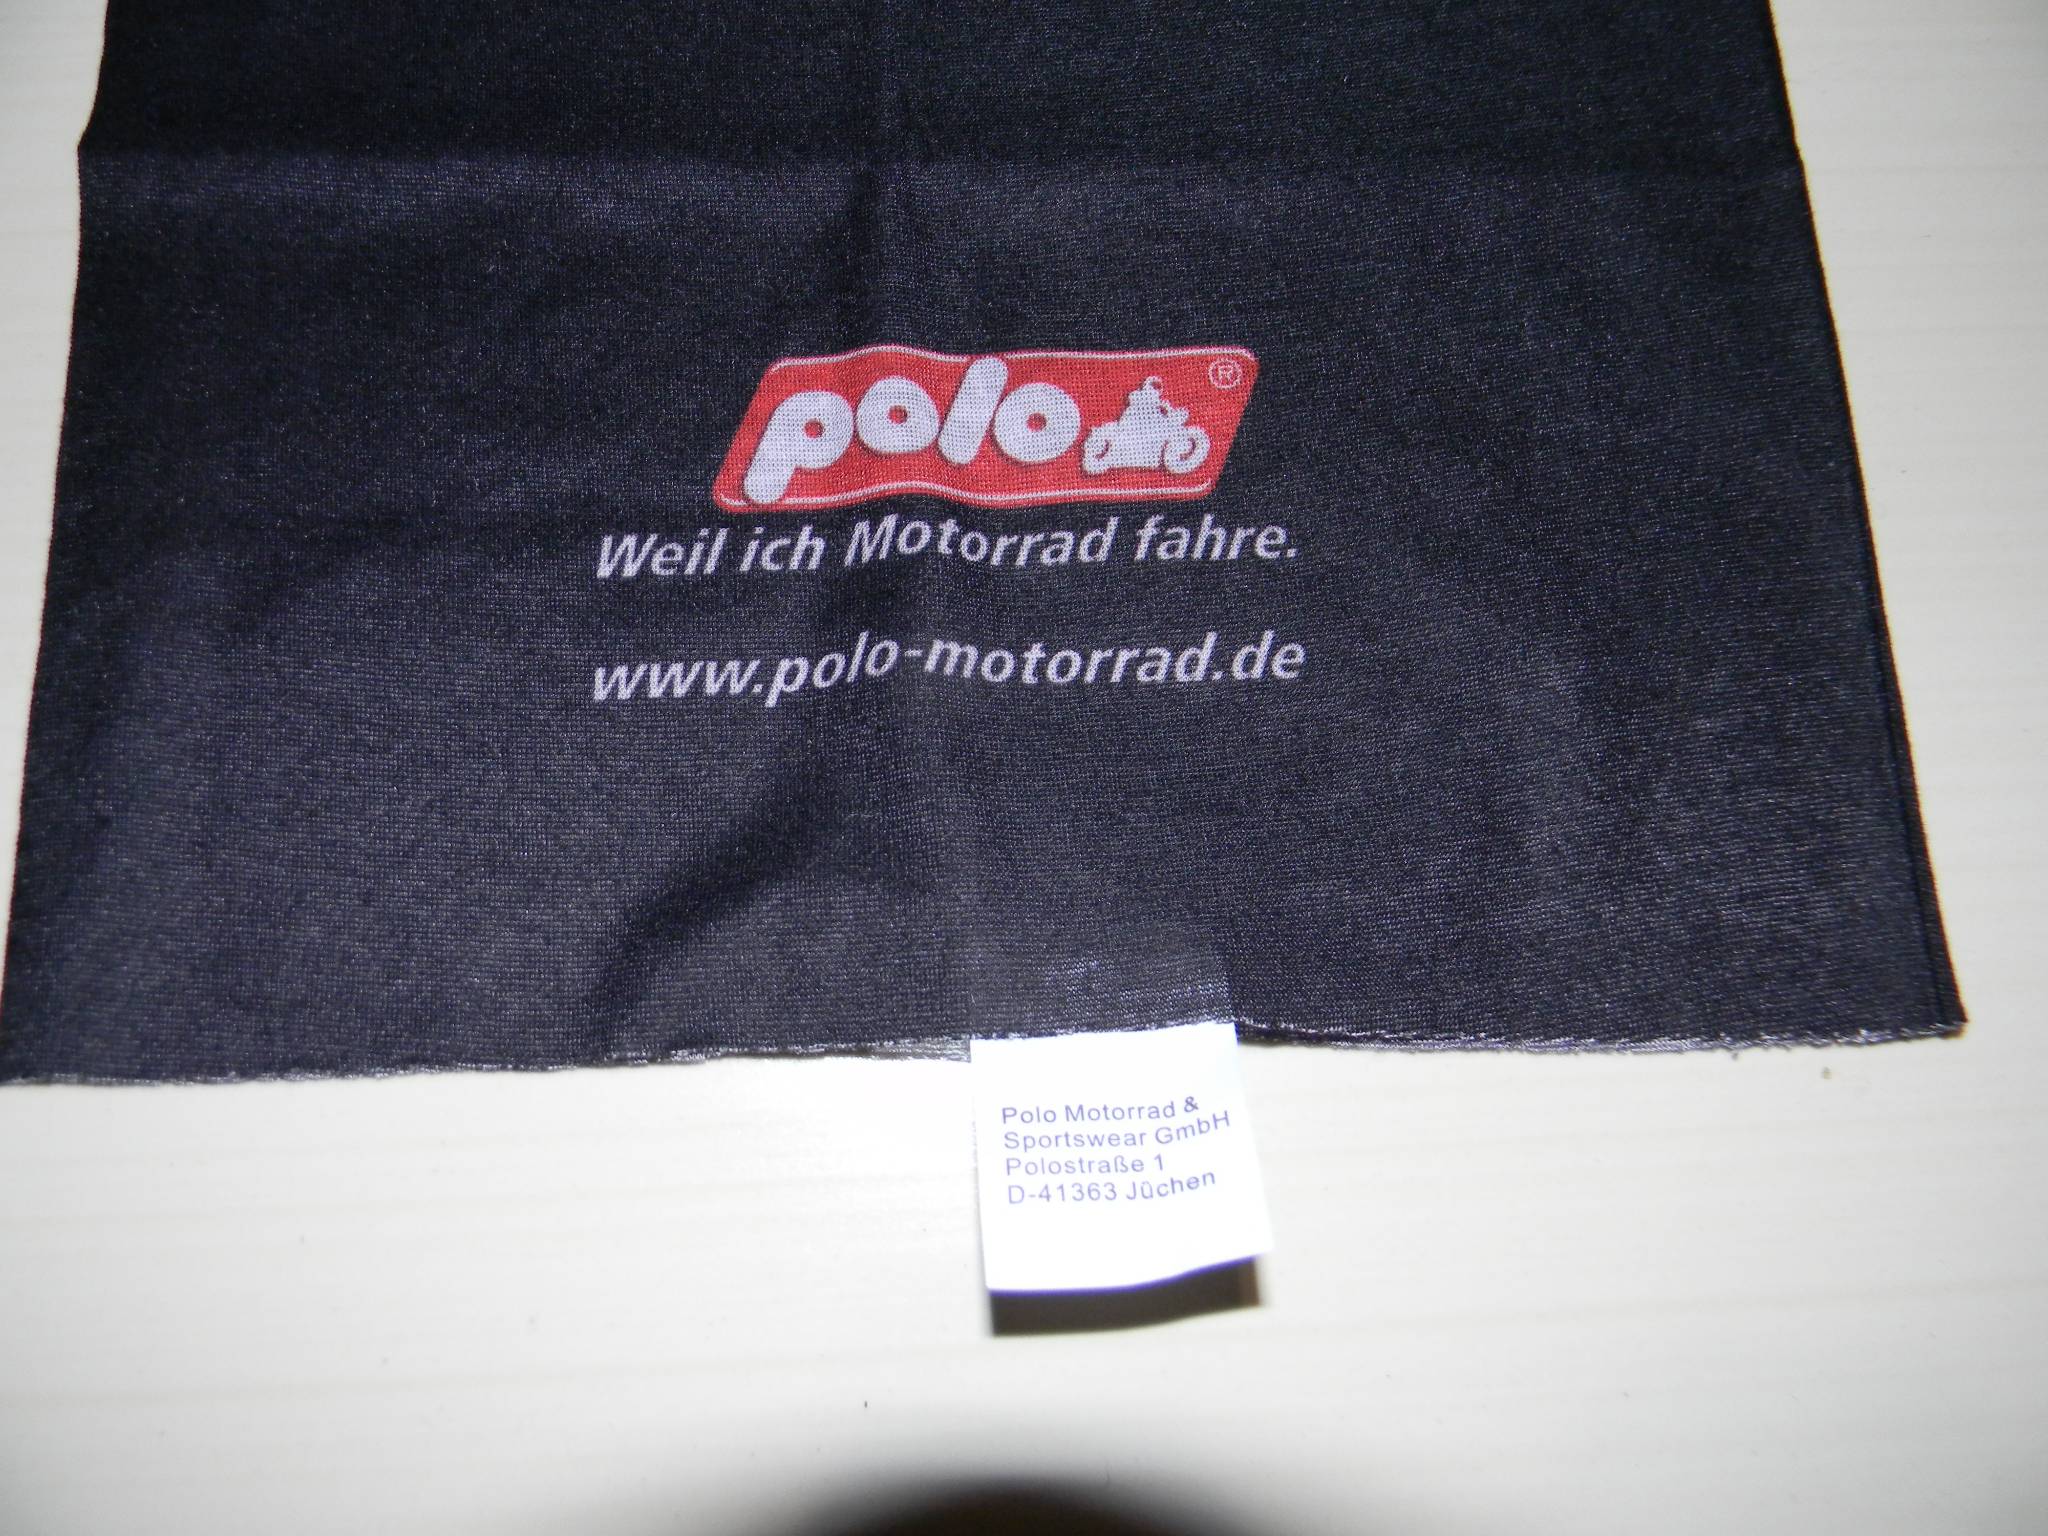 polo ®
Weil ich Motorrad fahre.
www.polo-motorrad.de
Polo Motorrad &
Sportswear GmbH
Polostraße 1
D-41363 Jüchen